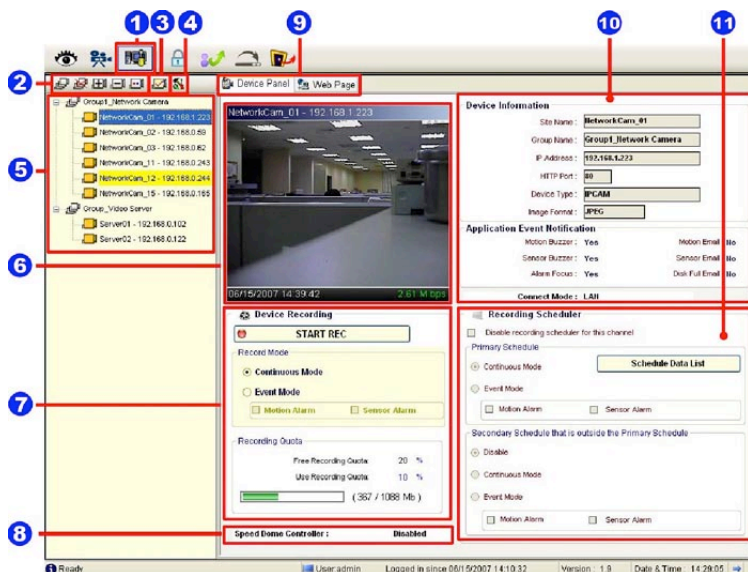 1 3 4 9 10 11
2
Device Panel Web Page
Group1_Network Camera
NetworkCam_01 - 192.168.1.223
NetworkCam_02 - 192.168.0.59
NetworkCam_03 - 192.168.0.62
NetworkCam_11 - 192.168.0.243
NetworkCam_12 - 192.168.0.244
NetworkCam_15 - 192.168.0.165
Group_Video Server
Server01 - 192.168.0.102
Server02 - 192.168.0.122
5
6
NetworkCam_01 - 192.168.1.223
06/15/2007 14:39:42 2.61 Mbps
Device Information
Site Name : NetworkCam_01
Group Name : Group1_Network Camera
IP Address : 192.168.1.223
HTTP Port : 80
Device Type : IPCAM
Image Format : JPEG
Application Event Notification
Motion Buzzer : Yes Motion Email No
Sensor Buzzer : Yes Sensor Email No
Alarm Focus : Yes Disk Full Email No
Connect Mode : LAN
7
Device Recording
START REC
Record Mode
Continuous Mode
Event Mode
Motion Alarm Sensor Alarm
Recording Quota
Free Recording Quota: 20 %
Use Recording Quota: 10 %
( 367 / 1088 Mb )
8
Speed Dome Controller : Disabled
Recording Scheduler
Disable recording scheduler for this channel
Primary Schedule
Continuous Mode Schedule Data List
Event Mode
Motion Alarm Sensor Alarm
Secondary Schedule that is outside the Primary Schedule
Disable
Continuous Mode
Event Mode
Motion Alarm Sensor Alarm
Ready User admin Logged in since 06/15/2007 14:10:32 Version : 1.9 Date & Time : 14:29:05